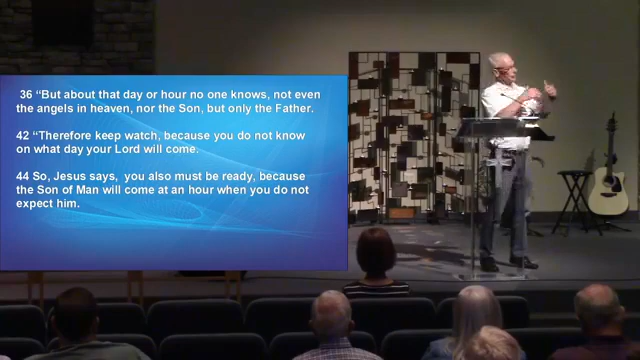 36 “But about that day or hour no one knows, not even
the angels in heaven, nor the Son, but only the Father.
42 “Therefore keep watch, because you do not know
on what day your Lord will come.
44 So, Jesus says,  you also must be ready, because
the Son of Man will come at an hour when you do not
expect him.